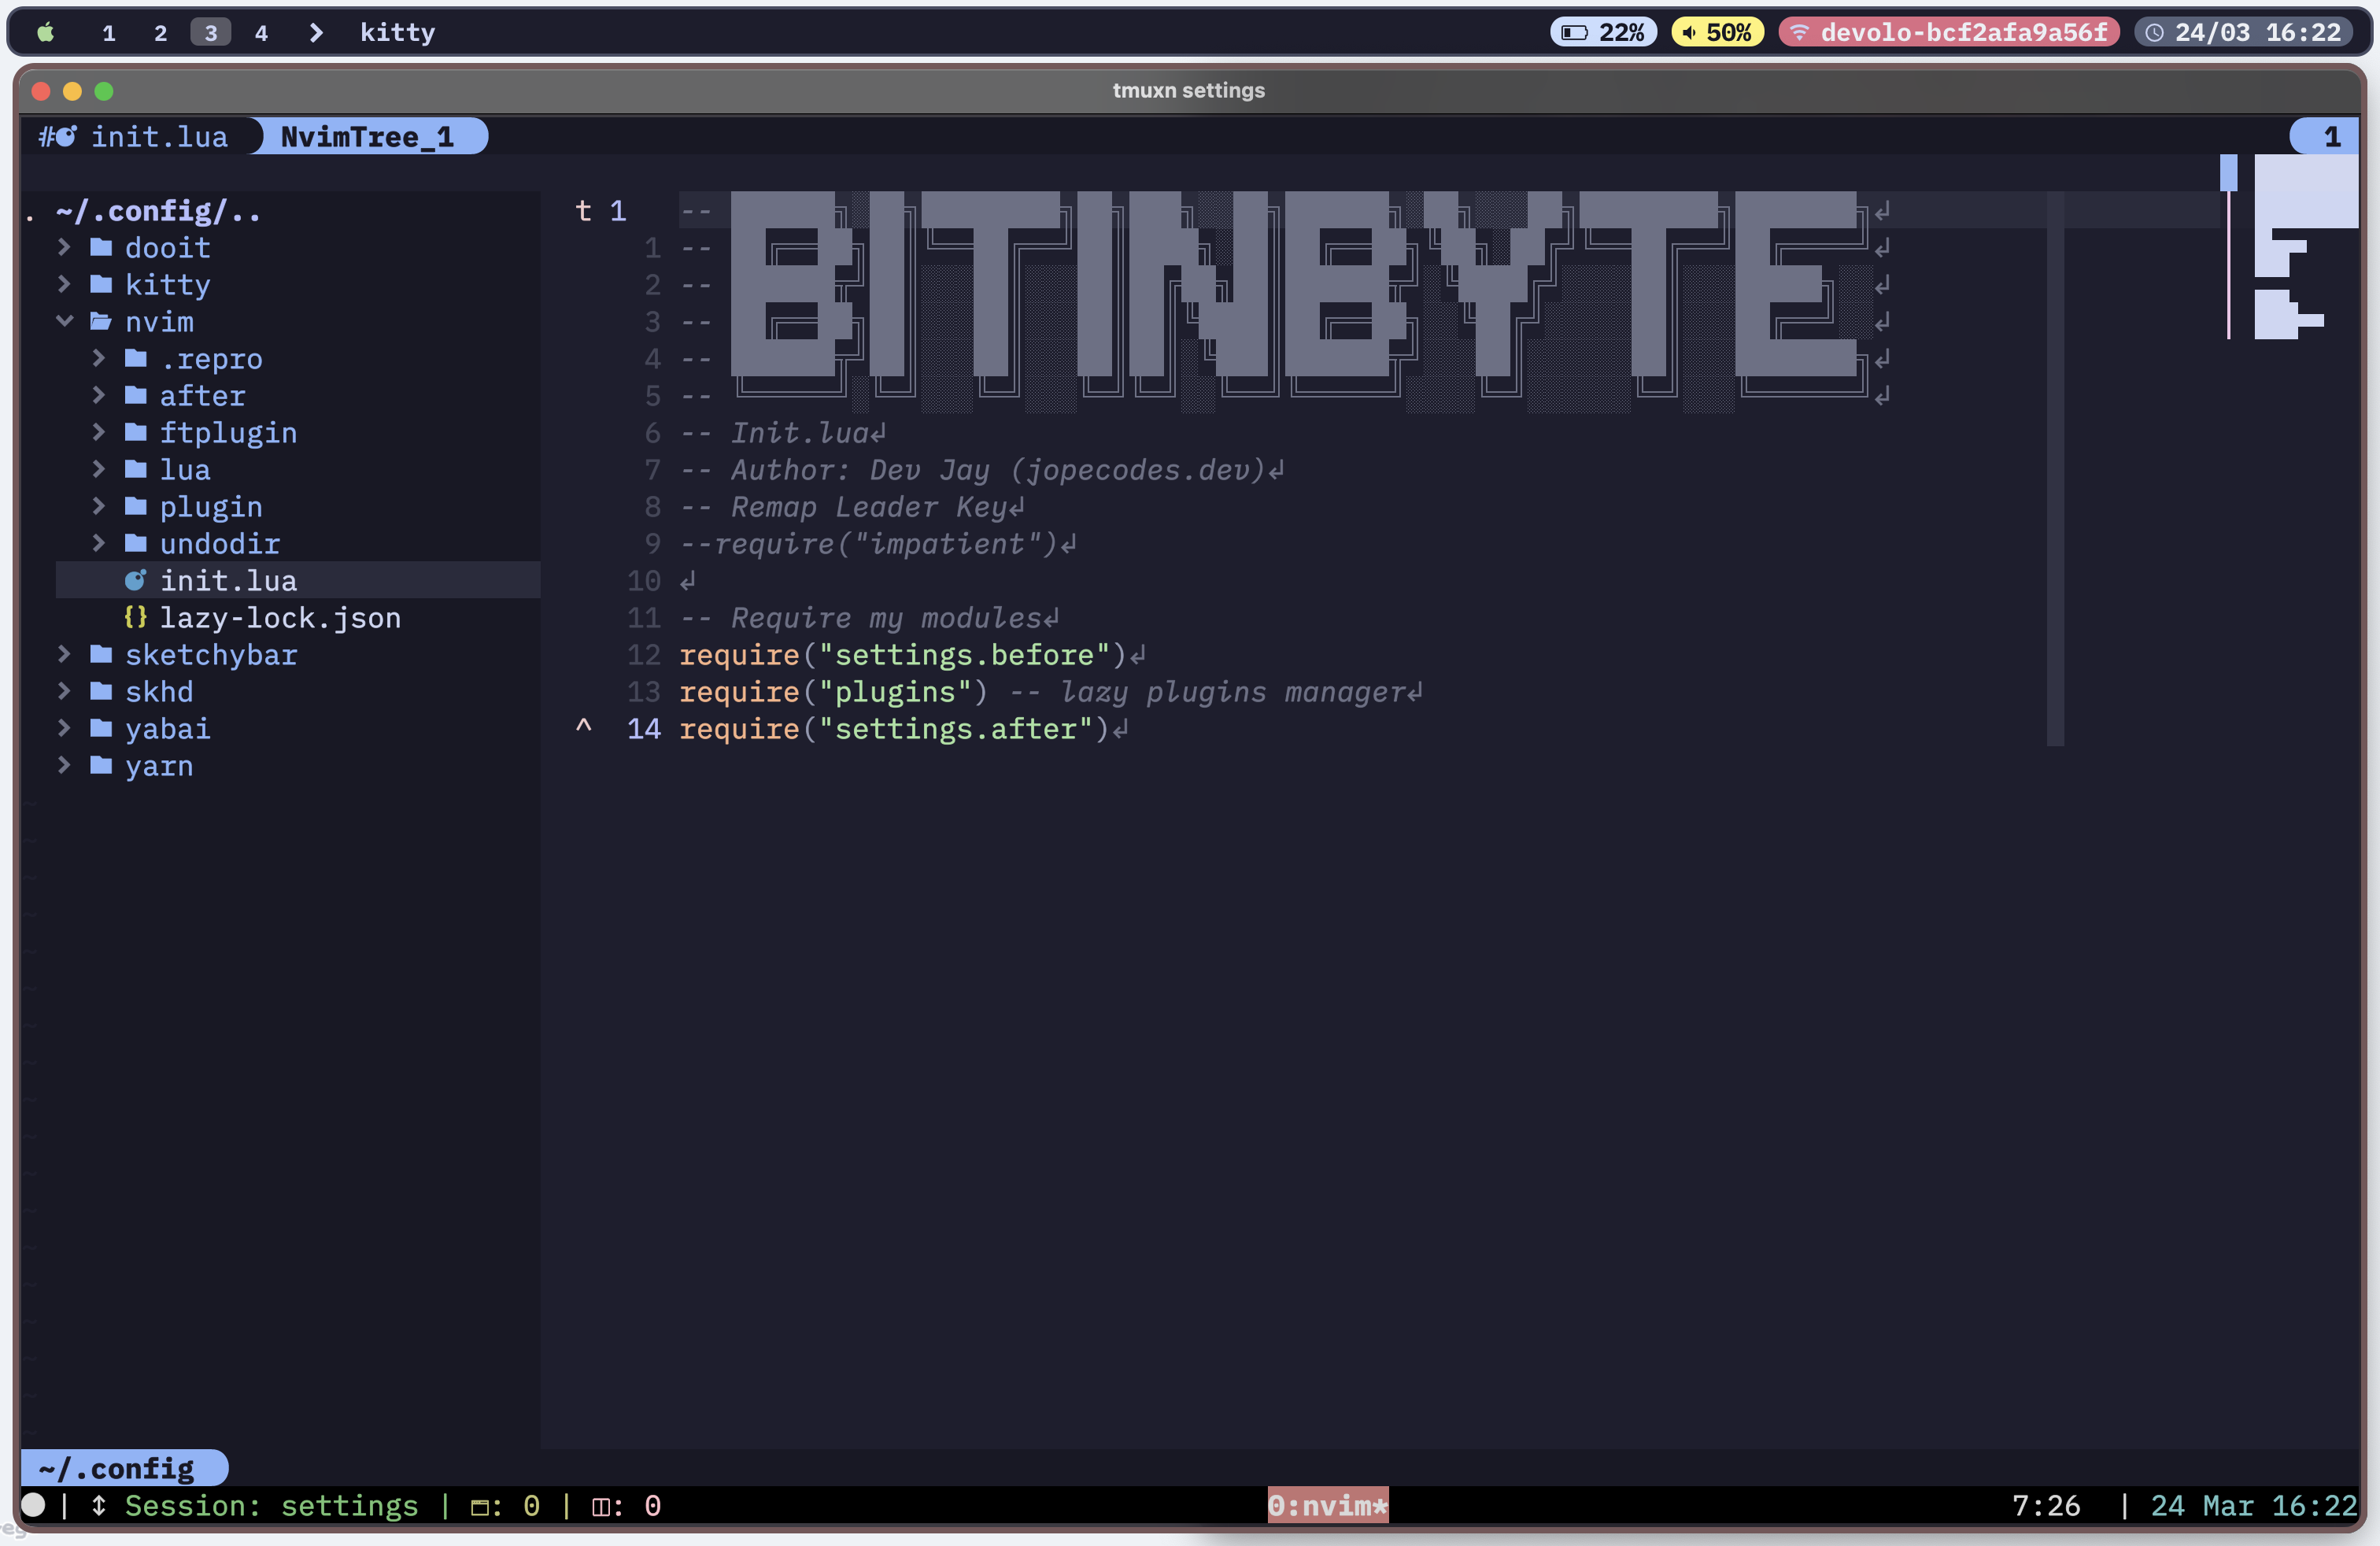 1 2 3 4 > kitty 22% 50% devolo-bcf2afa9a56f 24/03 16:22
tmuxn settings
# init.lua NvimTree_1 1
. ~/.config/..
dooit
kitty
nvim
.repro
after
ftplugin
lua
plugin
undodir
init.lua
{} lazy-lock.json
sketchybar
skhd
yabai
yarn
t 1 -- BITINBYTE↲
1 -- ↲
2 -- ↲
3 -- ↲
4 -- ↲
5 -- ↲
6 -- Init.lua↲
7 -- Author: Dev Jay (jopecodes.dev)↲
8 -- Remap Leader Key↲
9 --require("impatient")↲
10 ↲
11 -- Require my modules↲
12 require("settings.before")↲
13 require("plugins") -- lazy plugins manager↲
^ 14 require("settings.after")↲
~/.config
| ↕ Session: settings | : 0 | : 0 0:nvim* 7:26 | 24 Mar 16:22